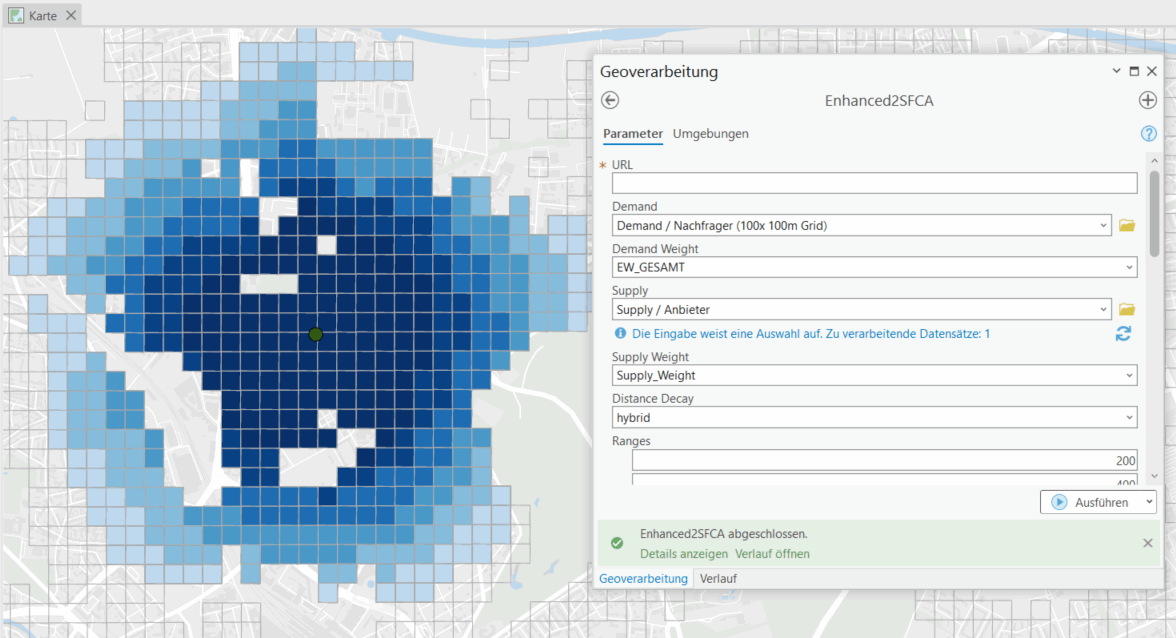 Karte
Geoverarbeitung
Enhanced2SFCA
Parameter Umgebungen
* URL
Demand
Demand / Nachfrager (100x 100m Grid)
Demand Weight
EW_GESAMT
Supply
Supply / Anbieter
Die Eingabe weist eine Auswahl auf. Zu verarbeitende Datensätze: 1
Supply Weight
Supply_Weight
Distance Decay
hybrid
Ranges
200
400
Ausführen
Enhanced2SFCA abgeschlossen.
Details anzeigen Verlauf öffnen
Geoverarbeitung Verlauf